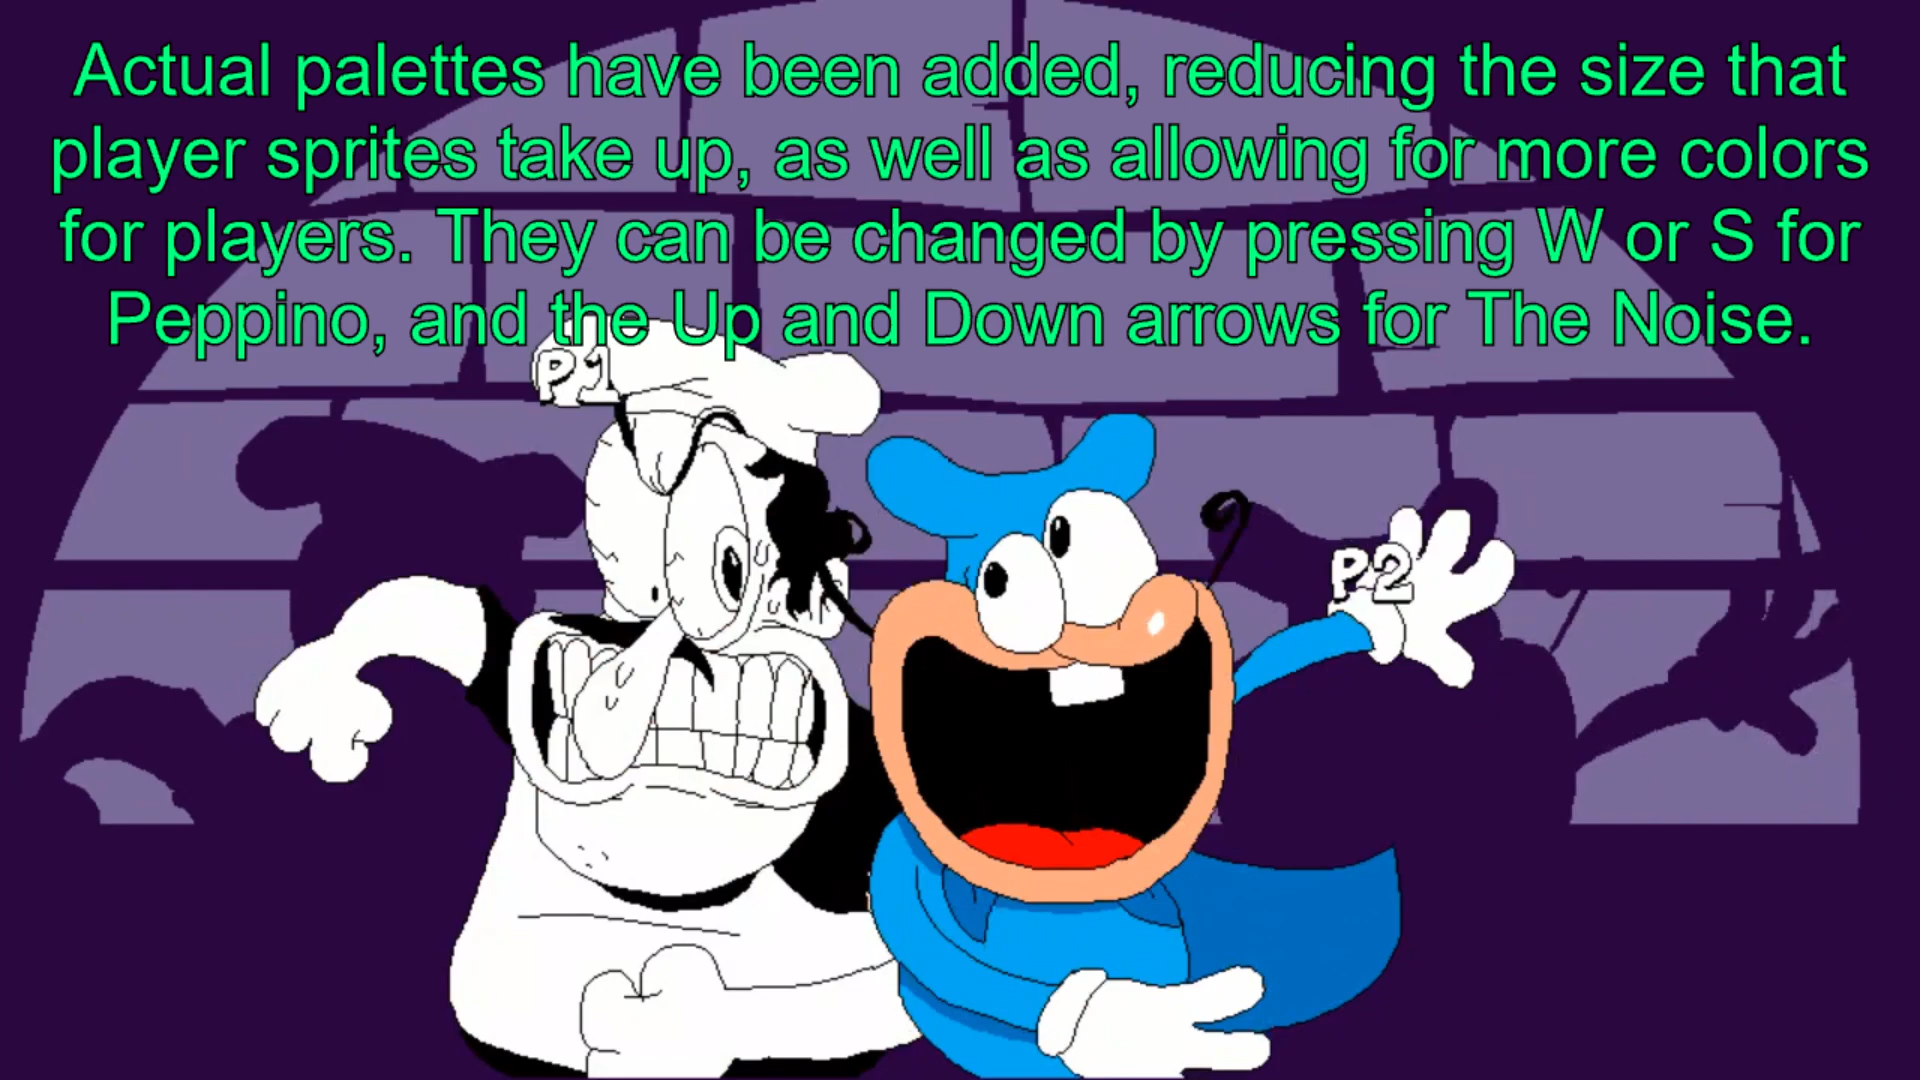 Actual palettes have been added, reducing the size that
player sprites take up, as well as allowing for more colors
for players. They can be changed by pressing W or S for
Peppino, and the Up and Down arrows for The Noise.
P1
P2